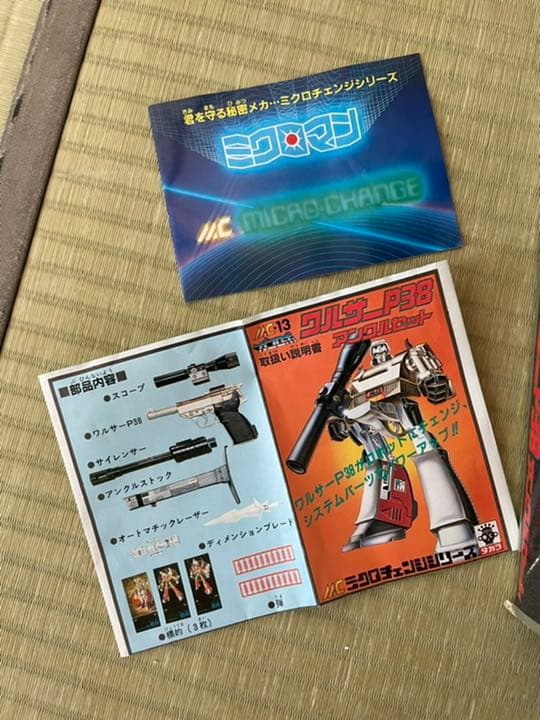 君を守る秘密メカ…ミクロチェンジシリーズ
ミクロマン
MC MICRO CHANGE
■部品内容■
●スコープ
●ワルサーP38
●サイレンサー
●アングルストック
●オートマチックレーザー
●ディメンションブレード
●標的(3枚)
●弾
MC-13
ワルサーP38
アンクルセット
取扱い説明書
ワルサーP38がロボットにチェンジ、
システムパーツでパワーアップ!!
タカラ
MC ミクロチェンジシリーズ